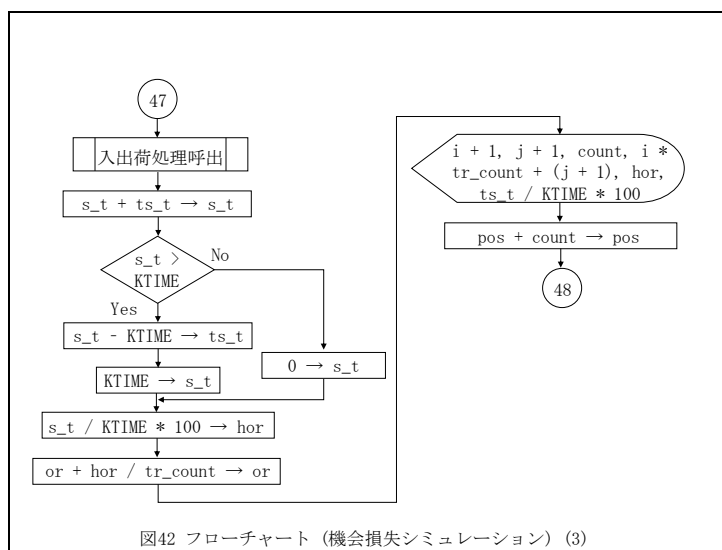 47
入出荷処理呼出
s_t + ts_t → s_t
s_t >
KTIME
No
Yes
s_t - KTIME → ts_t
0 → s_t
KTIME → s_t
s_t / KTIME * 100 → hor
or + hor / tr_count → or
i + 1, j + 1, count, i *
tr_count + (j + 1), hor,
ts_t / KTIME * 100
pos + count → pos
48
図42 フローチャート (機会損失シミュレーション) (3)